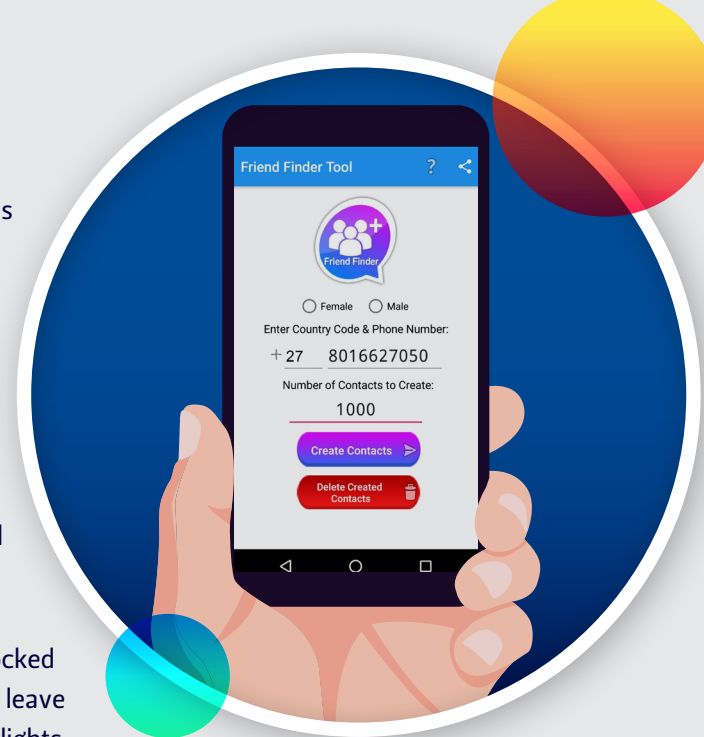 s
Friend Finder Tool ?
Friend Finder
Female Male
Enter Country Code & Phone Number:
+ 27 8016627050
Number of Contacts to Create:
1000
Create Contacts
Delete Created
Contacts
leave